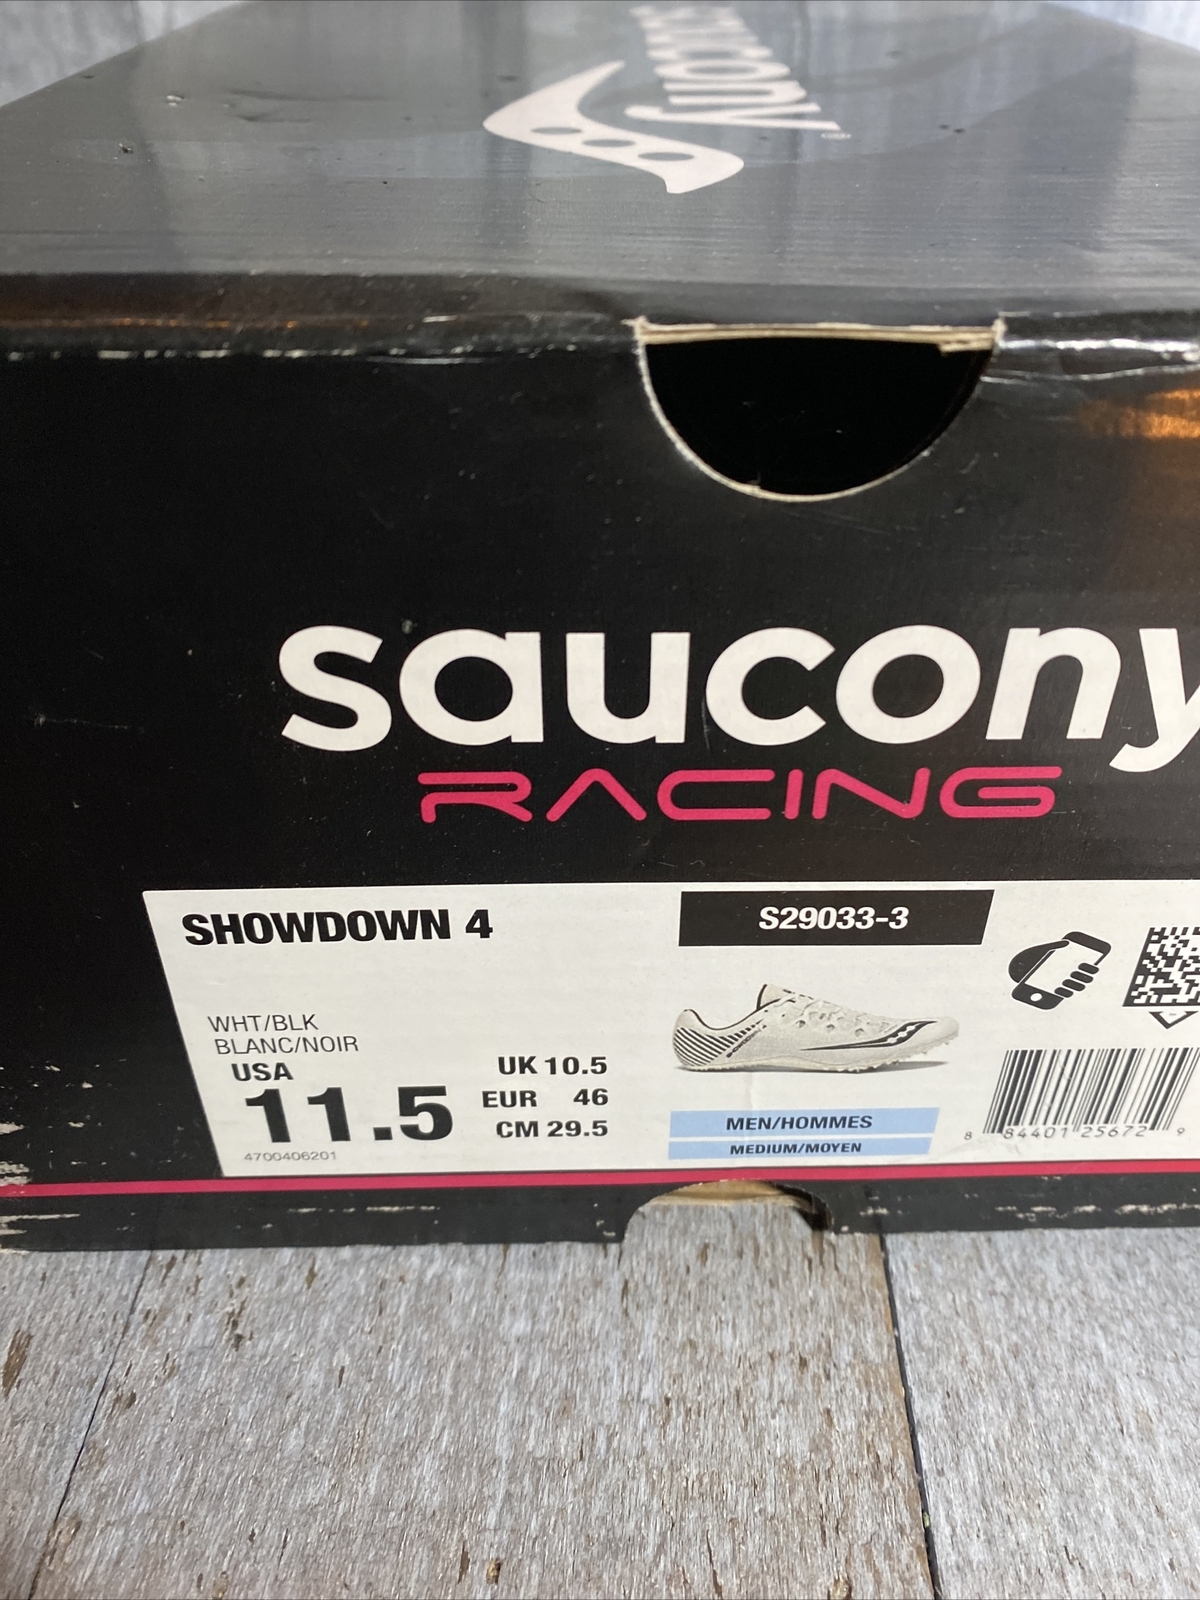 saucony
saucony
RACING
SHOWDOWN 4
S29033-3
WHT/BLK
BLANC/NOIR
USA
11.5
UK 10.5
EUR 46
CM 29.5
4700406201
MEN/HOMMES
MEDIUM/MOYEN
8 84401 25672 9